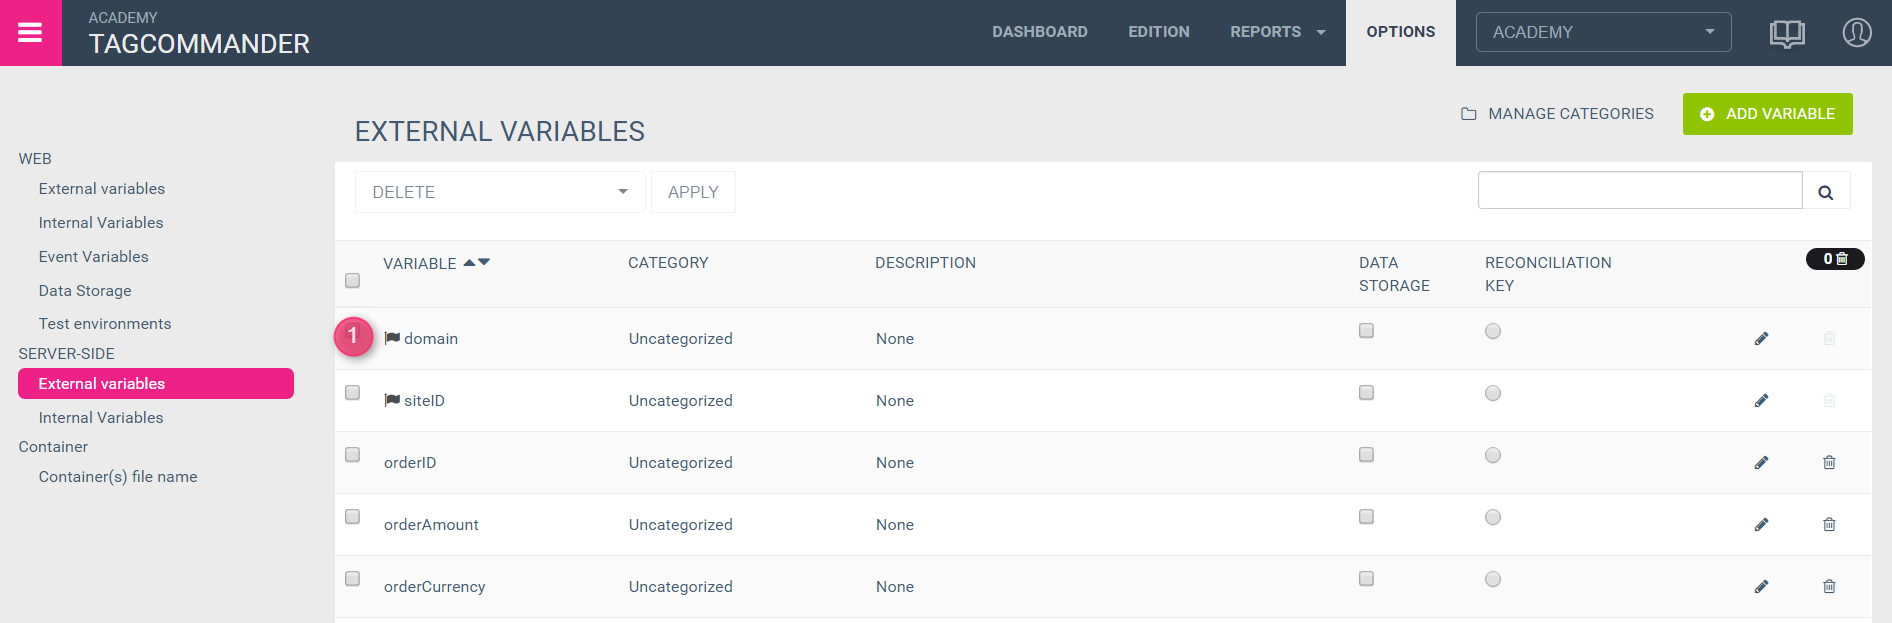 ACADEMY
TAGCOMMANDER
DASHBOARD EDITION REPORTS OPTIONS ACADEMY
MANAGE CATEGORIES ADD VARIABLE
EXTERNAL VARIABLES
WEB
External variables
Internal Variables
Event Variables
Data Storage
Test environments
SERVER-SIDE
External variables
Internal Variables
Container
Container(s) file name
DELETE APPLY
VARIABLE CATEGORY DESCRIPTION DATA STORAGE RECONCILIATION KEY 0
1 domain Uncategorized None
siteID Uncategorized None
orderID Uncategorized None
orderAmount Uncategorized None
orderCurrency Uncategorized None